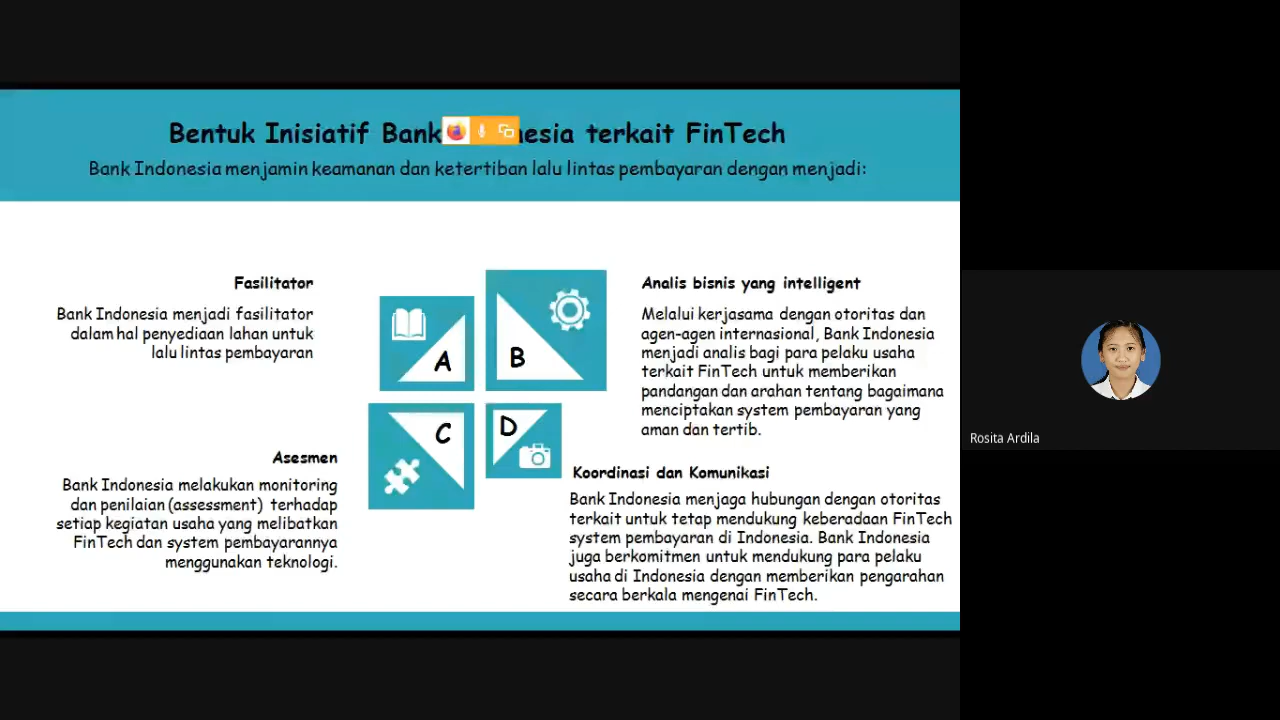 Bentuk Inisiatif Bank nesia terkait FinTech
Bank Indonesia menjamin keamanan dan ketertiban lalu lintas pembayaran dengan menjadi:
Fasilitator
Bank Indonesia menjadi fasilitator
dalam hal penyediaan lahan untuk
lalu lintas pembayaran
A
B
Analis bisnis yang intelligent
Melalui kerjasama dengan otoritas dan
agen-agen internasional, Bank Indonesia
menjadi analis bagi para pelaku usaha
terkait FinTech untuk memberikan
pandangan dan arahan tentang bagaimana
menciptakan system pembayaran yang
aman dan tertib.
Asesmen
Bank Indonesia melakukan monitoring
dan penilaian (assessment) terhadap
setiap kegiatan usaha yang melibatkan
FinTech dan system pembayarannya
menggunakan teknologi.
C
D
Koordinasi dan Komunikasi
Bank Indonesia menjaga hubungan dengan otoritas
terkait untuk tetap mendukung keberadaan FinTech
system pembayaran di Indonesia. Bank Indonesia
juga berkomitmen untuk mendukung para pelaku
usaha di Indonesia dengan memberikan pengarahan
secara berkala mengenai FinTech.
Rosita Ardila